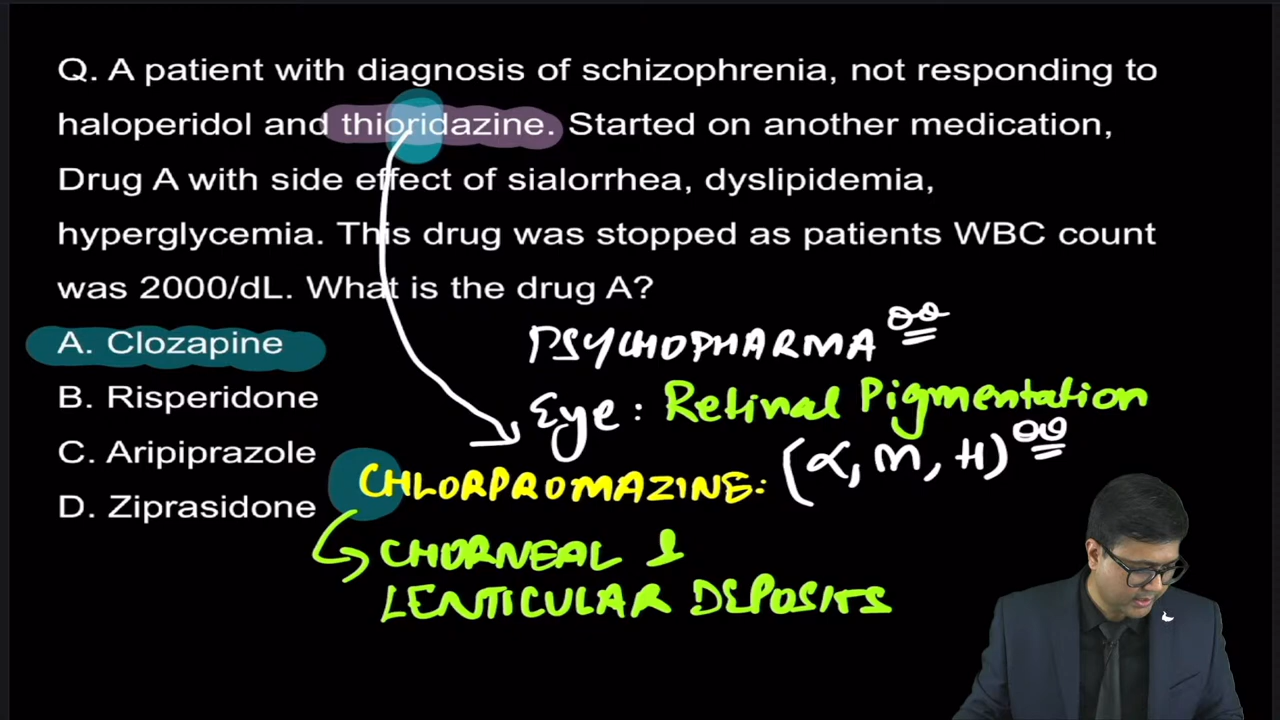 Q. A patient with diagnosis of schizophrenia, not responding to
haloperidol and thioridazine. Started on another medication,
Drug A with side effect of sialorrhea, dyslipidemia,
hyperglycemia. This drug was stopped as patients WBC count
was 2000/dL. What is the drug A?
A. Clozapine
B. Risperidone
C. Aripiprazole
D. Ziprasidone
PSYCHOPHARMA
Eye: Retinal Pigmentation
CHLORPROMAZINE: (α, m, H)
CHORNEAL &
LENTICULAR DEPOSITS